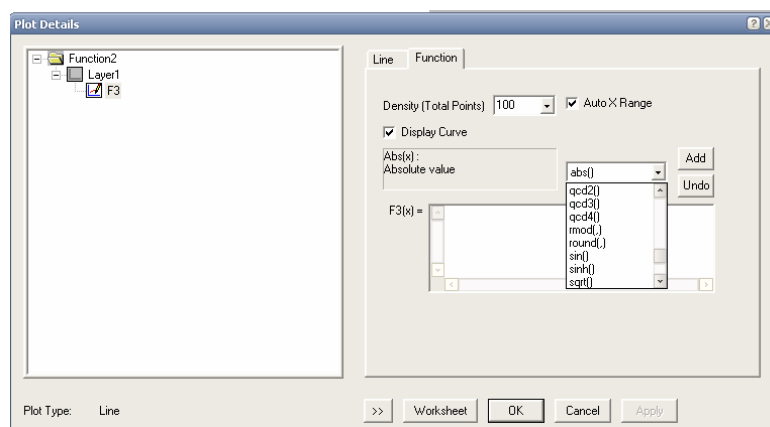 Plot Details
Function2
Layer1
F3
Line Function
Density (Total Points) 100 Auto X Range
Display Curve
Abs(x) :
Absolute value
abs()
Add
Undo
qcd2()
qcd3()
qcd4()
rmod(,)
round(,)
sin()
sinh()
sqrt()
F3(x) =
Plot Type: Line
>> Worksheet OK Cancel Apply